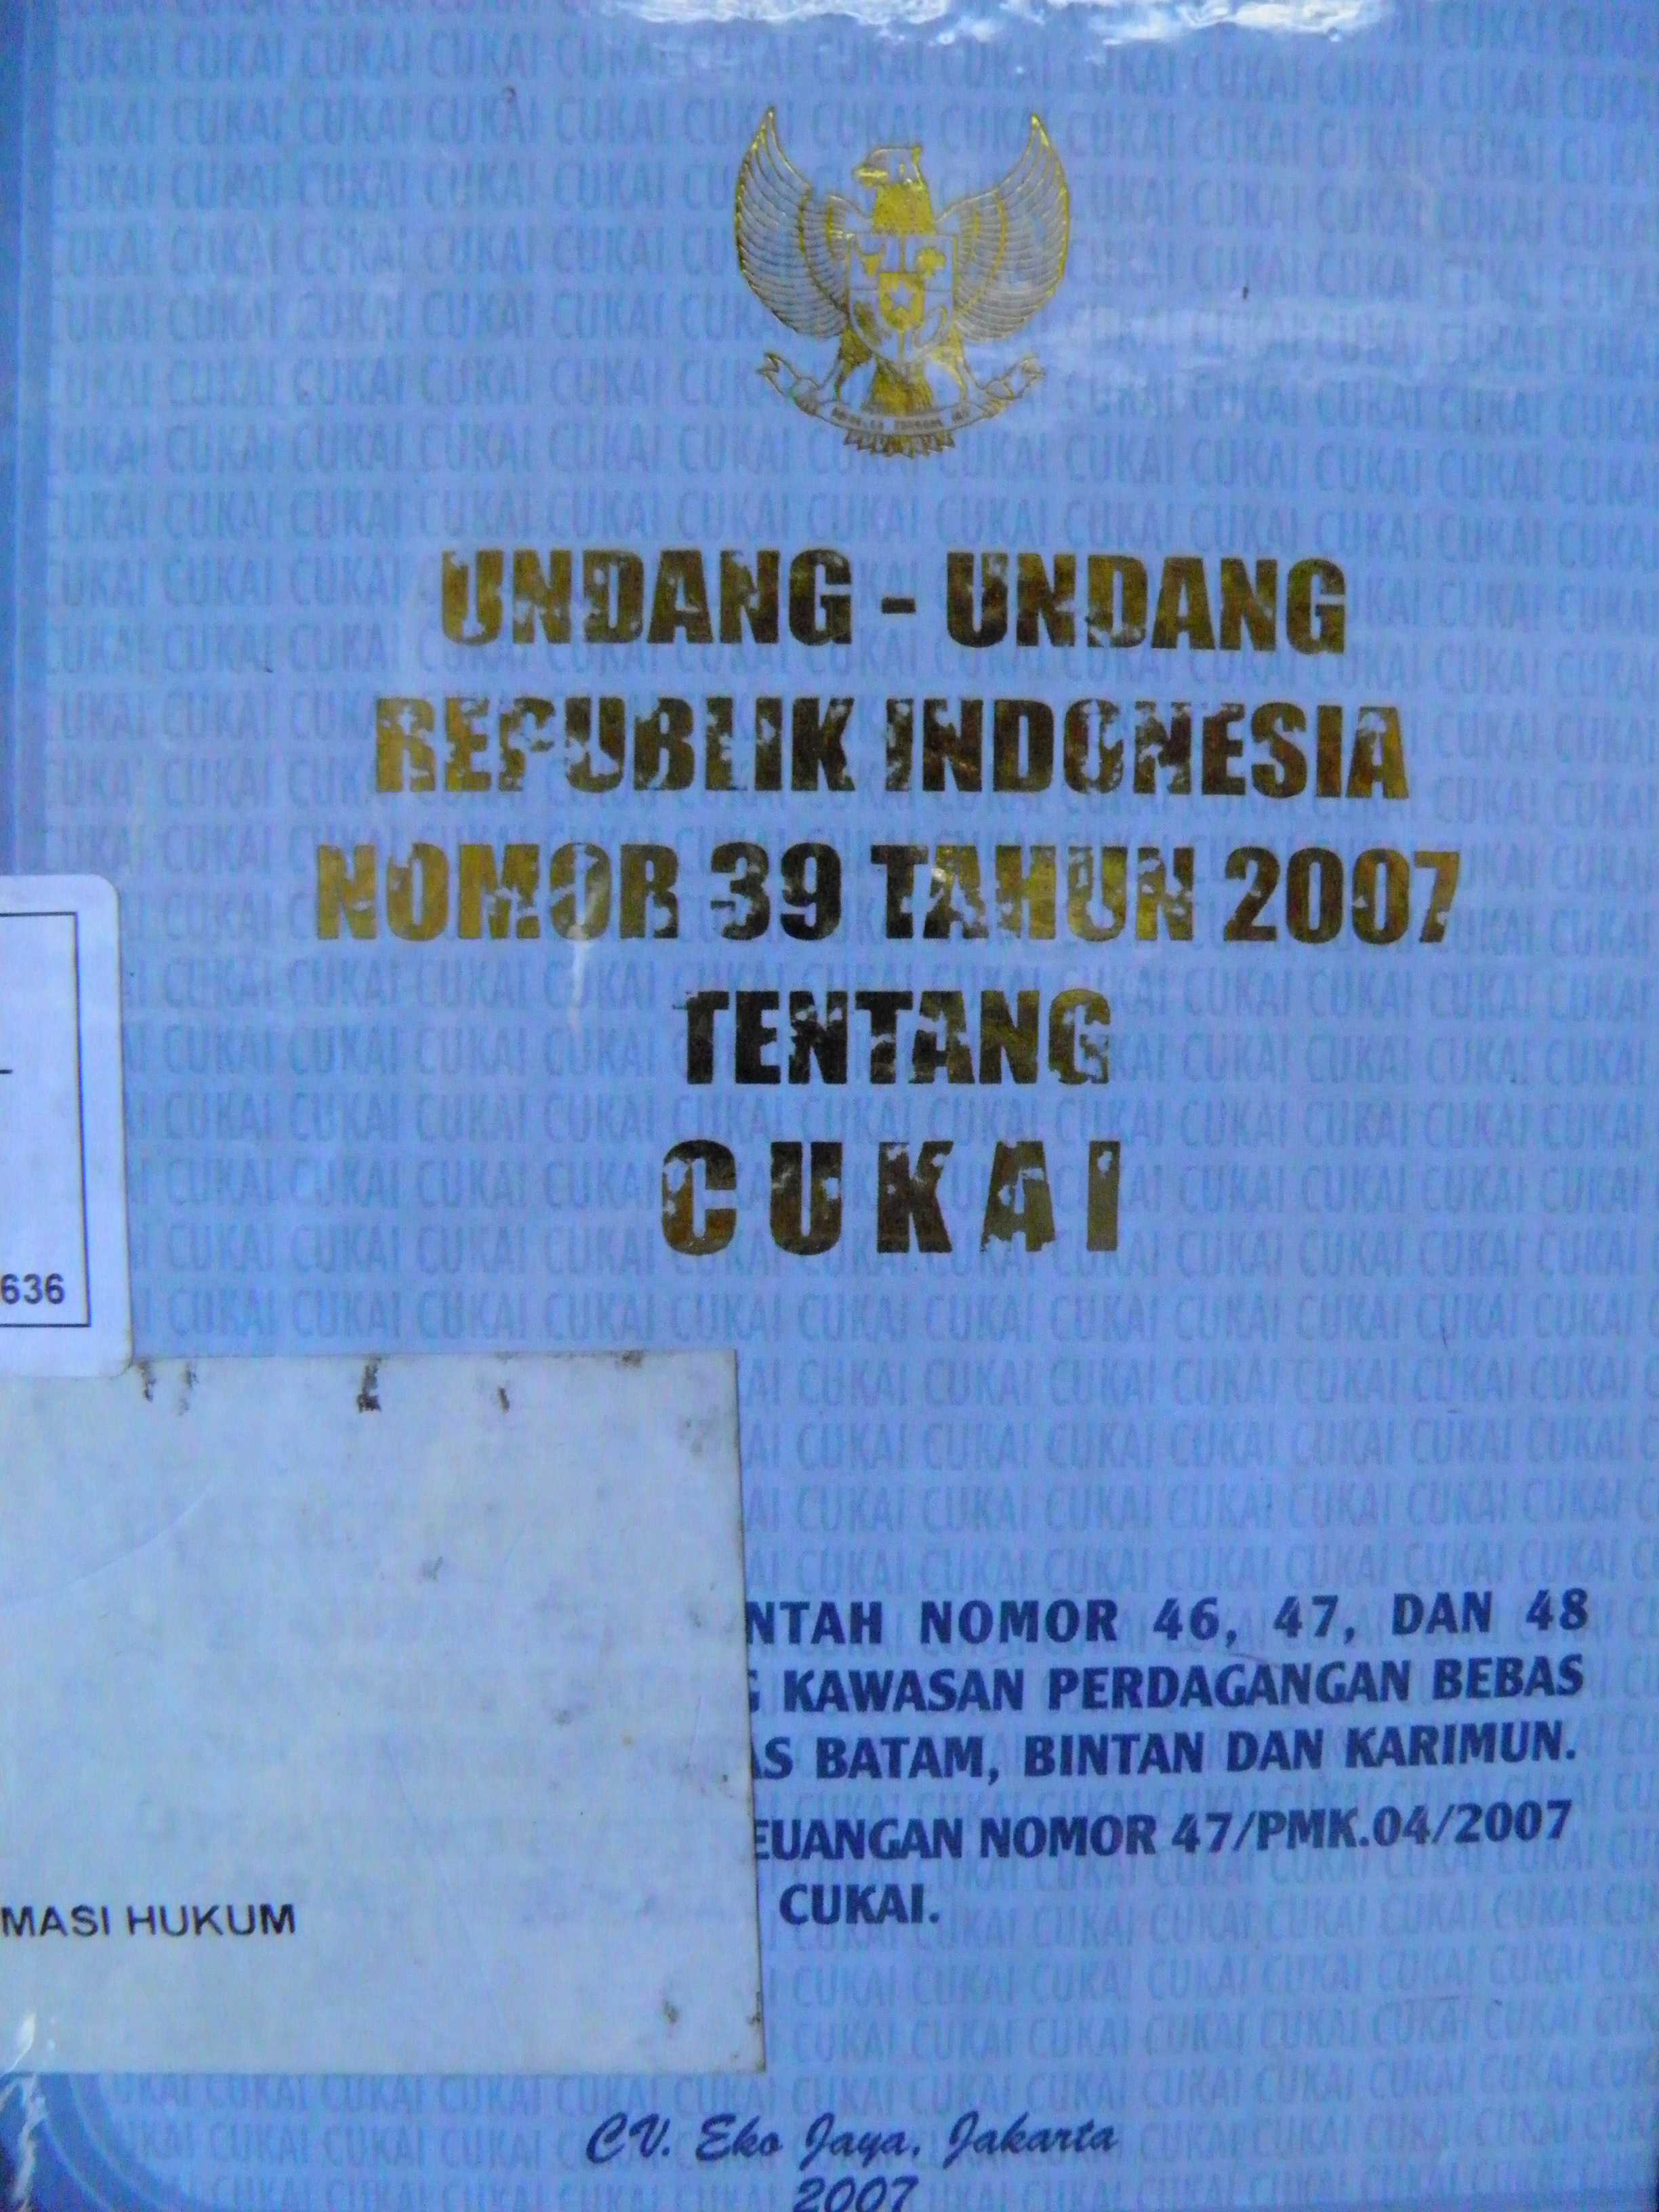 UNDANG - UNDANG
REPUBLIK INDONESIA
NOMOR 39 TAHUN 2007
TENTANG
CUKAI
636
NTAH NOMOR 46, 47, DAN 48
KAWASAN PERDAGANGAN BEBAS
AS BATAM, BINTAN DAN KARIMUN.
EUANGAN NOMOR 47/PMK.04/2007
CUKAI.
MASI HUKUM
CV. Eko Jaya, Jakarta
2007